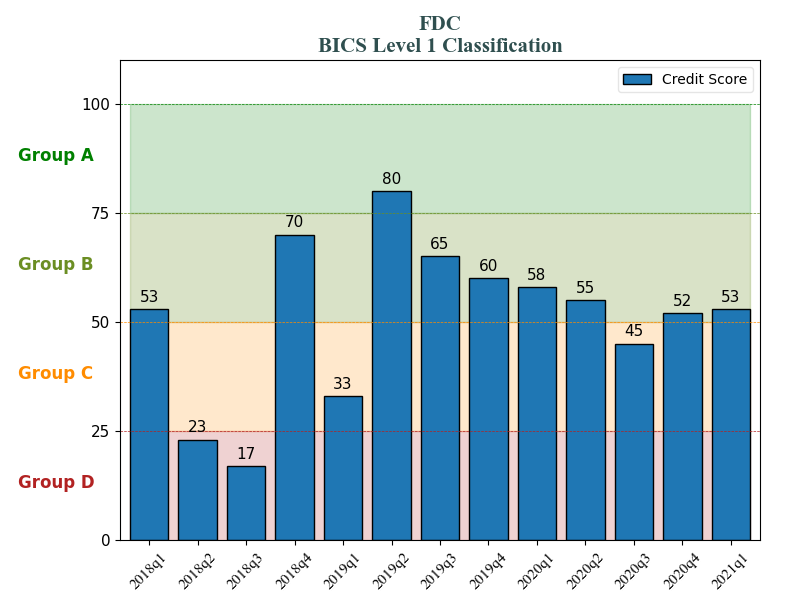 FDC
BICS Level 1 Classification
Credit Score
100
Group A
80
75
70
65
Group B
60
58
55
53
53
52
50
45
Group C
33
25
23
17
Group D
0
2018q1
2018q2
2018q3
2018q4
2019q1
2019q2
2019q3
2019q4
2020q1
2020q2
2020q3
2020q4
2021q1